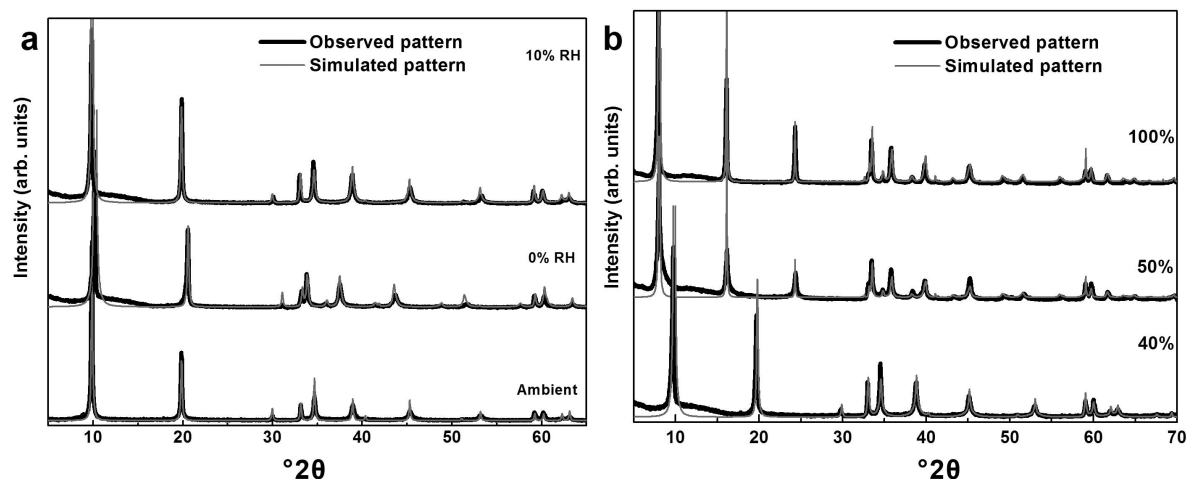 a
Observed pattern
Simulated pattern
10% RH
0% RH
Ambient
Intensity (arb. units)
10 20 30 40 50 60
°2θ
b
Observed pattern
Simulated pattern
100%
50%
40%
Intensity (arb. units)
10 20 30 40 50 60 70
°2θ